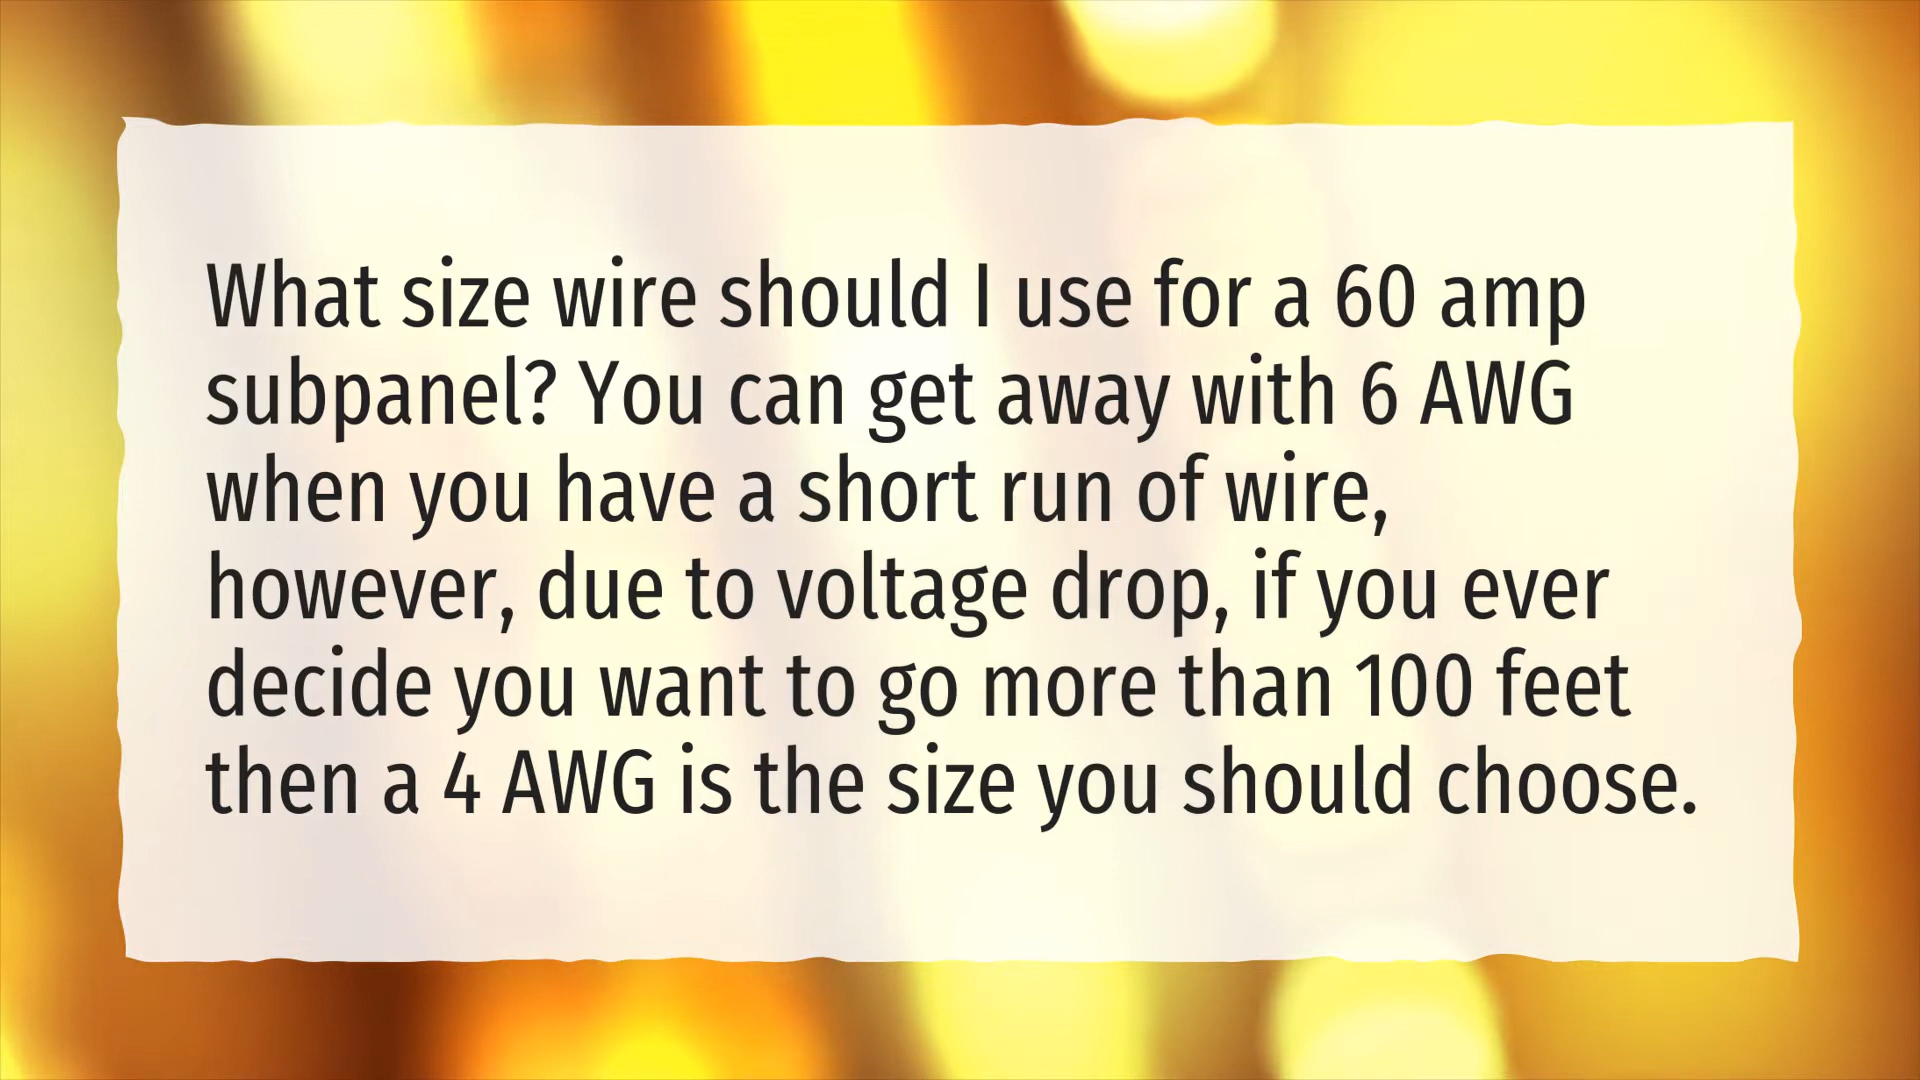 What size wire should I use for a 60 amp
subpanel? You can get away with 6 AWG
when you have a short run of wire,
however, due to voltage drop, if you ever
decide you want to go more than 100 feet
then a 4 AWG is the size you should choose.